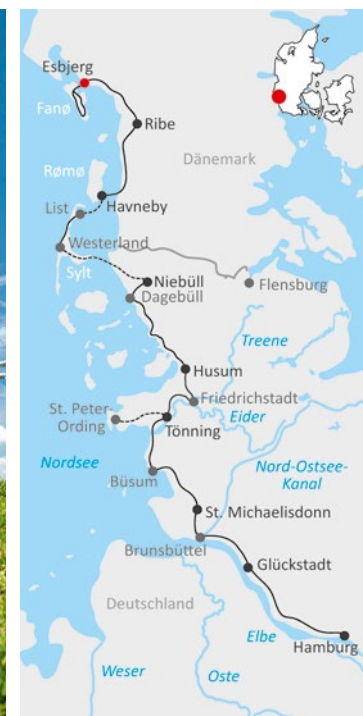 Esbjerg
Fanø
Ribe
Rømø
Dänemark
List
Havneby
Westerland
Sylt
Niebüll
Flensburg
Dagebüll
Treene
Husum
Friedrichstadt
St. Peter-
Ording
Eider
Tönning
Nordsee
Büsum
Nord-Ostsee-
Kanal
St. Michaelisdonn
Brunsbüttel
Glückstadt
Deutschland
Elbe
Hamburg
Weser
Oste